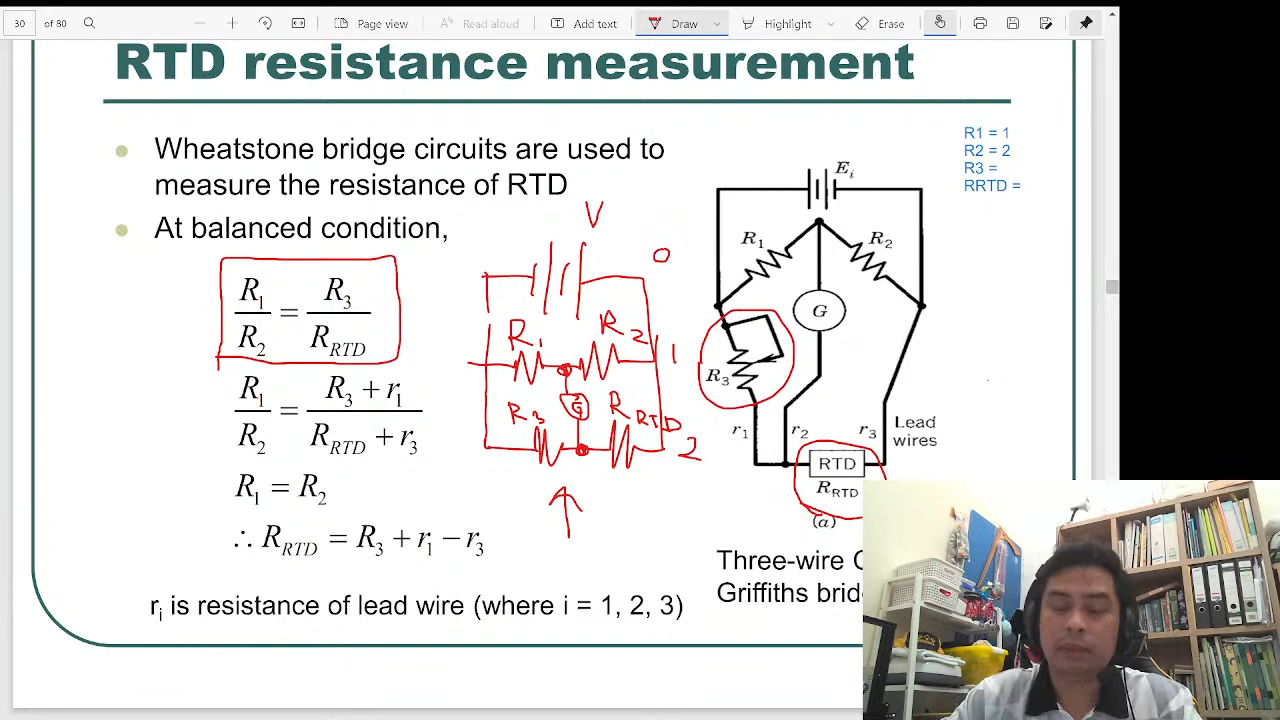 30 of 80 Page view Read aloud Add text Draw Highlight Erase
RTD resistance measurement
Wheatstone bridge circuits are used to
measure the resistance of RTD
At balanced condition,
R1/R2 = R3/RRTD
R1/R2 = (R3 + r1)/(RRTD + r3)
R1 = R2
∴ RRTD = R3 + r1 − r3
ri is resistance of lead wire (where i = 1, 2, 3)
V
0
R1 R2 1
G
R3 RRTD 2
Ei
R1 R2
G
R3
r1 r2 r3 Lead
wires
RTD
RRTD
(a)
Three-wire
Griffiths
R1 = 1
R2 = 2
R3 =
RRTD =